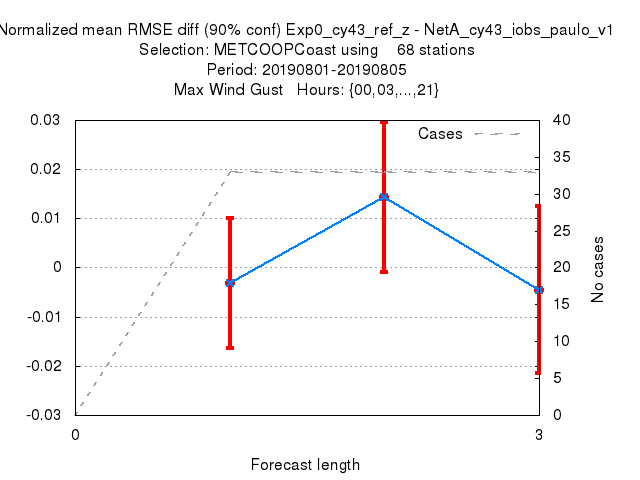 Normalized mean RMSE diff (90% conf) Exp0_cy43_ref_z - NetA_cy43_iobs_paulo_v1
Selection: METCOOPCoast using 68 stations
Period: 20190801-20190805
Max Wind Gust Hours: {00,03,...,21}
Cases
0.03
0.02
0.01
0
-0.01
-0.02
-0.03
40
35
30
25
20
15
10
5
0
No cases
0
3
Forecast length